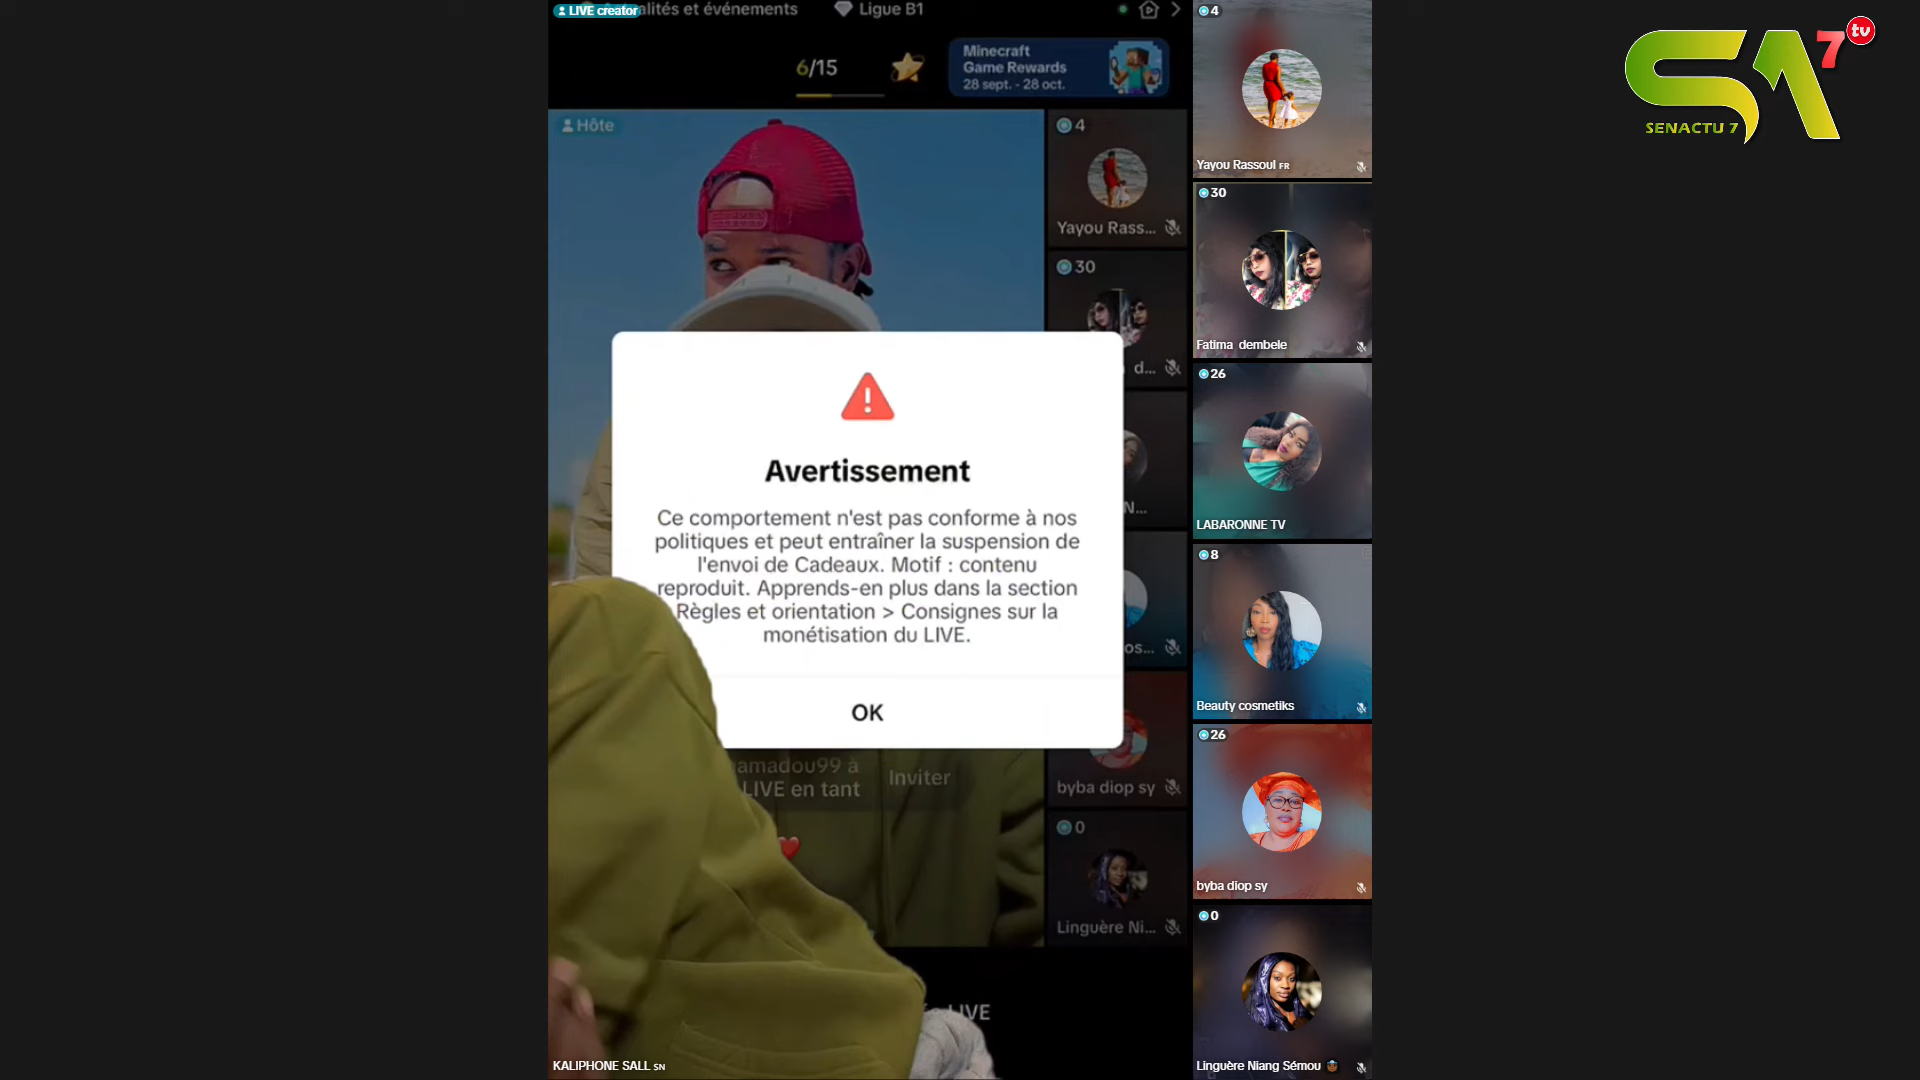 LIVE creator
alités et événements
Ligue B1
6/15
Minecraft
Game Rewards
28 sept. - 28 oct.
Hôte
4
Yayou Rass...
30
d...
N...
os...
byba diop sy
0
Linguère Ni...
Avertissement
Ce comportement n'est pas conforme à nos
politiques et peut entraîner la suspension de
l'envoi de Cadeaux. Motif : contenu
reproduit. Apprends-en plus dans la section
Règles et orientation > Consignes sur la
monétisation du LIVE.
OK
amadou99 à
LIVE en tant
Inviter
LIVE
KALIPHONE SALL SN
4
Yayou Rassoul FR
30
Fatima dembele
26
LABARONNE TV
8
Beauty cosmetiks
26
byba diop sy
0
Linguère Niang Sémou
SA
7
tv
SENACTU 7